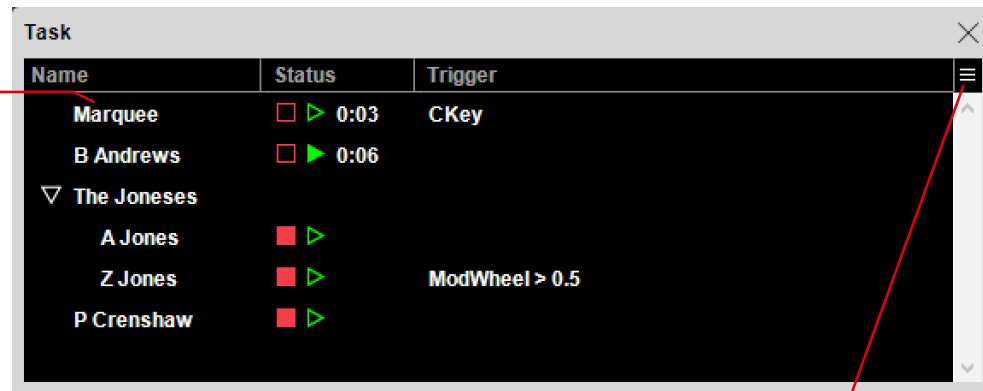 Task
Name Status Trigger
Marquee 0:03 CKey
B Andrews 0:06
The Joneses
A Jones
Z Jones ModWheel > 0.5
P Crenshaw